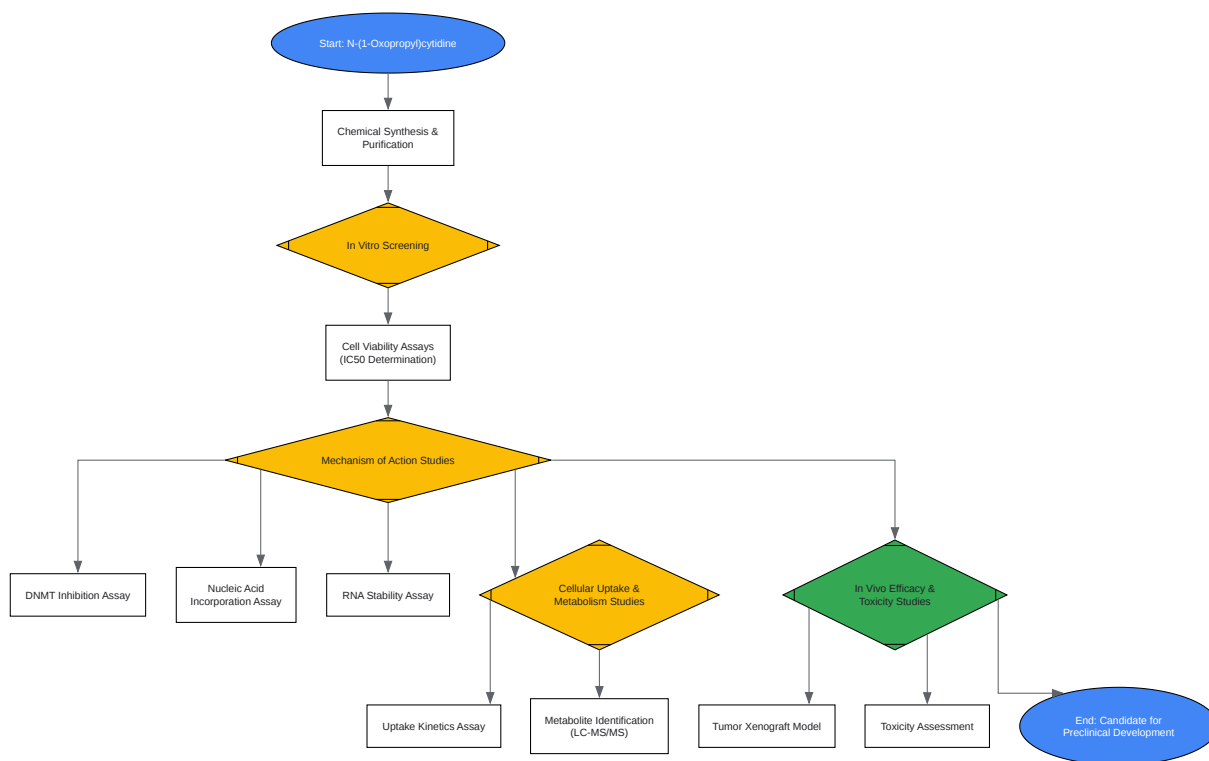 Start: N-(1-Oxopropyl)cytidine
Chemical Synthesis &
Purification
In Vitro Screening
Cell Viability Assays
(IC50 Determination)
Mechanism of Action Studies
DNMT Inhibition Assay
Nucleic Acid
Incorporation Assay
RNA Stability Assay
Cellular Uptake &
Metabolism Studies
In Vivo Efficacy &
Toxicity Studies
Uptake Kinetics Assay
Metabolite Identification
(LC-MS/MS)
Tumor Xenograft Model
Toxicity Assessment
End: Candidate for
Preclinical Development